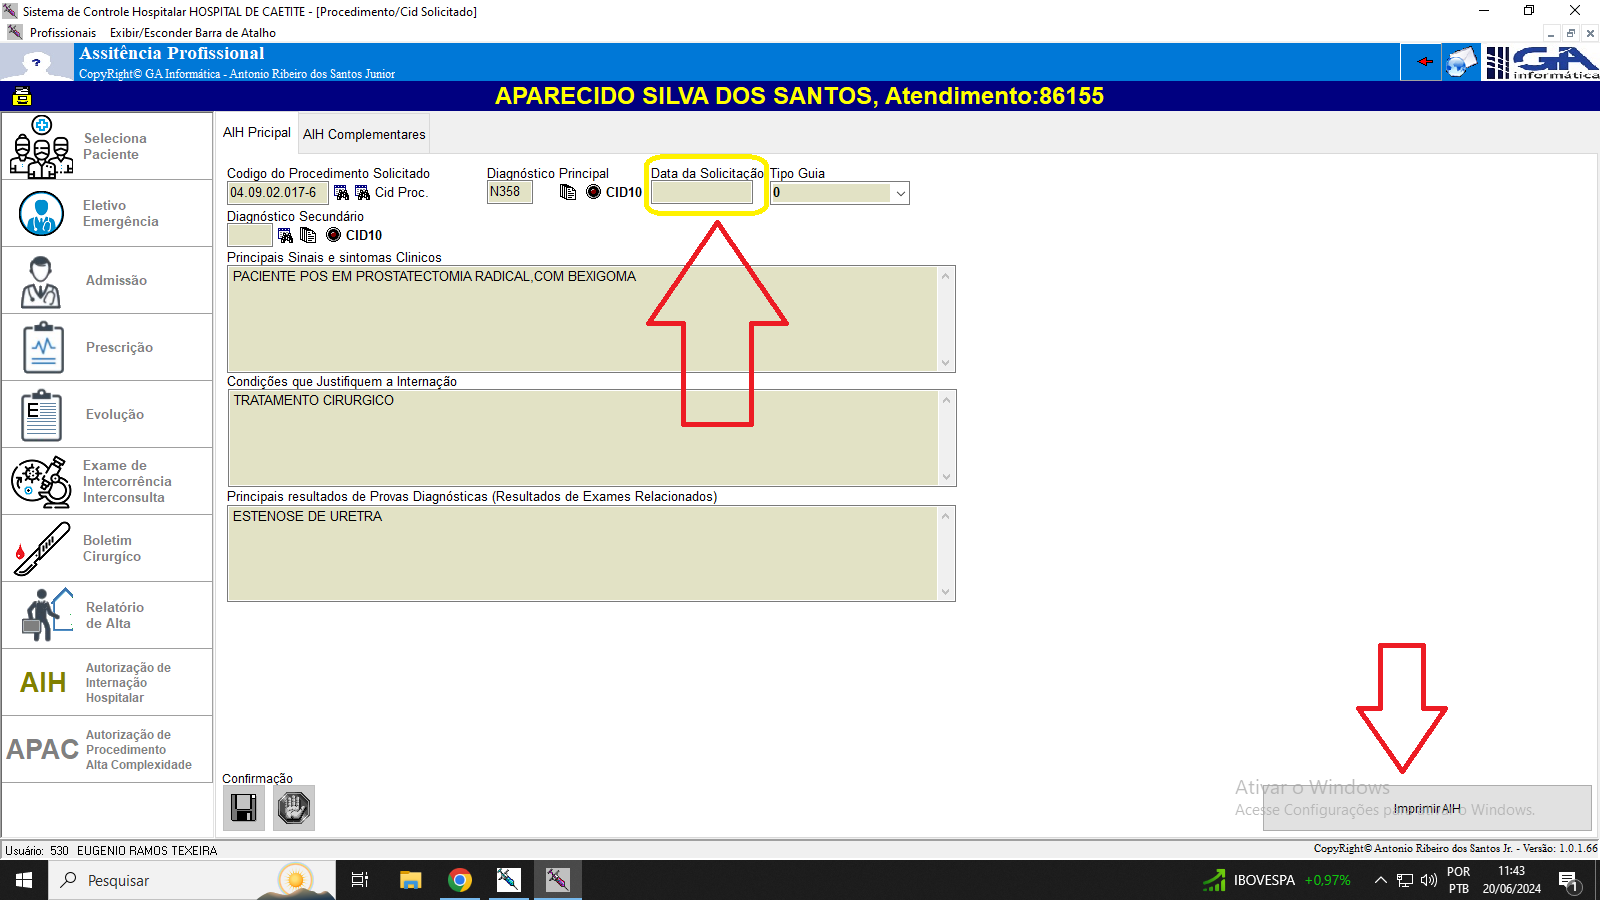 Sistema de Controle Hospitalar HOSPITAL DE CAETITE - [Procedimento/Cid Solicitado]
Profissionais Exibir/Esconder Barra de Atalho
Assitência Profissional
CopyRight© GA Informática - Antonio Ribeiro dos Santos Junior
GA
informática
APARECIDO SILVA DOS SANTOS, Atendimento:86155
Seleciona
Paciente
Eletivo
Emergência
Admissão
Prescrição
Evolução
Exame de
Intercorrência
Interconsulta
Boletim
Cirurgíco
Relatório
de Alta
AIH
Autorização de
Internação
Hospitalar
APAC
Autorização de
Procedimento
Alta Complexidade
AIH Pricipal
AIH Complementares
Codigo do Procedimento Solicitado
04.09.02.017-6
Cid Proc.
Diagnóstico Principal
N358
CID10
Data da Solicitação
Tipo Guia
0
Diagnóstico Secundário
CID10
Principais Sinais e sintomas Clinicos
PACIENTE POS EM PROSTATECTOMIA RADICAL,COM BEXIGOMA
Condições que Justifiquem a Internação
TRATAMENTO CIRURGICO
Principais resultados de Provas Diagnósticas (Resultados de Exames Relacionados)
ESTENOSE DE URETRA
Confirmação
Ativar o Windows
Acesse Configurações para ativar o Windows.
Imprimir AIH
Usuário: 530 EUGENIO RAMOS TEXEIRA
CopyRight© Antonio Ribeiro dos Santos Jr. - Versão: 1.0.1.66
Pesquisar
IBOVESPA +0,97%
POR
PTB
11:43
20/06/2024
1